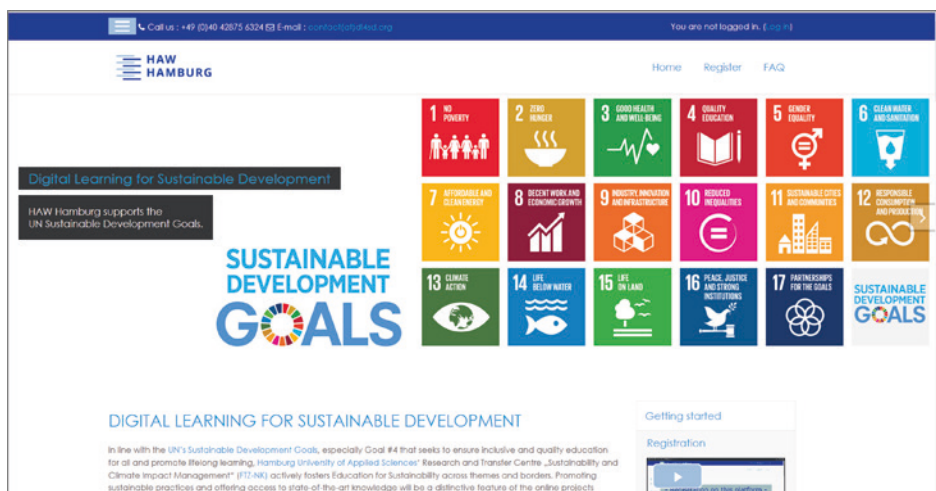 Call us : +49 (0)40 42875 6324 E-mail : contact(at)dl4sd.org
You are not logged in. (Log in)
HAW
HAMBURG
Home Register FAQ
Digital Learning for Sustainable Development
HAW Hamburg supports the
UN Sustainable Development Goals.
SUSTAINABLE
DEVELOPMENT
GOALS
1 NO
POVERTY
2 ZERO
HUNGER
3 GOOD HEALTH
AND WELL-BEING
4 QUALITY
EDUCATION
5 GENDER
EQUALITY
6 CLEAN WATER
AND SANITATION
7 AFFORDABLE AND
CLEAN ENERGY
8 DECENT WORK AND
ECONOMIC GROWTH
9 INDUSTRY, INNOVATION
AND INFRASTRUCTURE
10 REDUCED
INEQUALITIES
11 SUSTAINABLE CITIES
AND COMMUNITIES
12 RESPONSIBLE
CONSUMPTION
AND PRODUCTION
13 CLIMATE
ACTION
14 LIFE
BELOW WATER
15 LIFE
ON LAND
16 PEACE, JUSTICE
AND STRONG
INSTITUTIONS
17 PARTNERSHIPS
FOR THE GOALS
SUSTAINABLE
DEVELOPMENT
GOALS
DIGITAL LEARNING FOR SUSTAINABLE DEVELOPMENT
In line with the UN's Sustainable Development Goals, especially Goal #4 that seeks to ensure inclusive and quality education
for all and promote lifelong learning, Hamburg University of Applied Sciences' Research and Transfer Centre „Sustainability and
Climate Impact Management" (FTZ-NK) actively fosters Education for Sustainability across themes and borders. Promoting
sustainable practices and offering access to state-of-the-art knowledge will be a distinctive feature of the online projects
Getting started
Registration